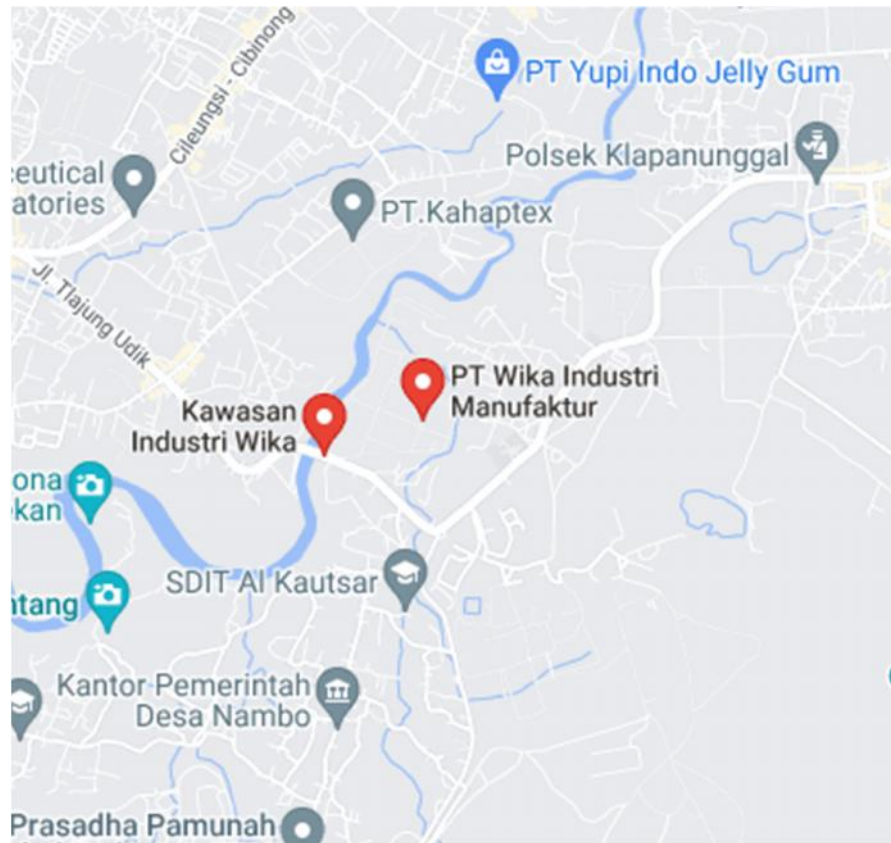 Cileungsi - Cibinong
PT Yupi Indo Jelly Gum
Polsek Klapanunggal
ceutical
atories
PT.Kahaptex
Jl. Tlajung Udik
PT Wika Industri
Manufaktur
Kawasan
Industri Wika
ona
kan
SDIT Al Kautsar
ntang
Kantor Pemerintah
Desa Nambo
Prasadha Pamunah